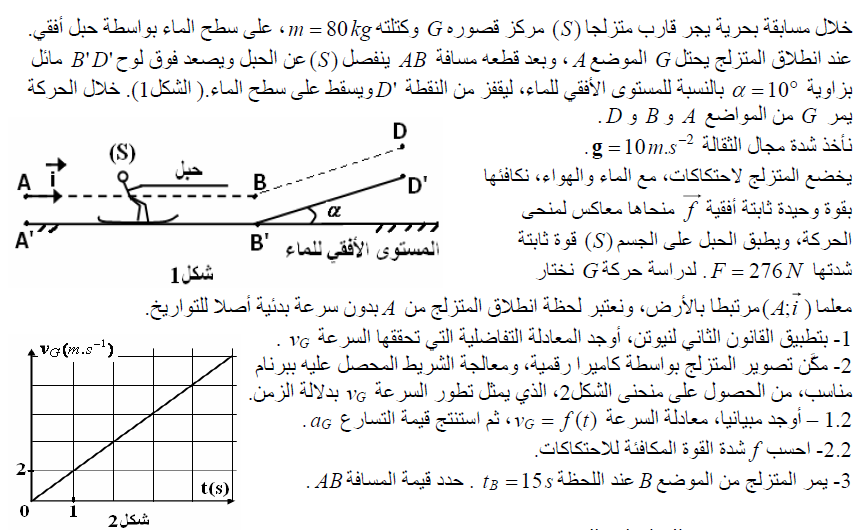 خلال مسابقة بحرية يجر قارب متزلجا (S) مركز قصوره G وكتلته m = 80 kg، على سطح الماء بواسطة حبل أفقي.
عند انطلاق المتزلج يحتل G الموضع A، وبعد قطعه مسافة AB ينفصل (S) عن الحبل ويصعد فوق لوح B'D' مائل
بزاوية α = 10° بالنسبة للمستوى الأفقي للماء، ليقفز من النقطة D' ويسقط على سطح الماء.( الشكل1). خلال الحركة
يمر G من المواضع A و B و D.
نأخذ شدة مجال الثقالة g = 10 m.s⁻².
يخضع المتزلج لاحتكاكات، مع الماء والهواء، نكافئها
بقوة وحيدة ثابتة أفقية f⃗ منحاها معاكس لمنحى
الحركة، ويطبق الحبل على الجسم (S) قوة ثابتة
شدتها F = 276 N. لدراسة حركة G نختار
معلما (A; i⃗) مرتبطا بالأرض، ونعتبر لحظة انطلاق المتزلج من A بدون سرعة بدئية أصلا للتواريخ.
(S)
حبل
A
i⃗
B
D
D'
α
A'
B'
المستوى الأفقي للماء
شكل1
1- بتطبيق القانون الثاني لنيوتن، أوجد المعادلة التفاضلية التي تحققها السرعة v_G .
2- مكّن تصوير المتزلج بواسطة كاميرا رقمية، ومعالجة الشريط المحصل عليه ببرنام
مناسب، من الحصول على منحنى الشكل2، الذي يمثل تطور السرعة v_G بدلالة الزمن.
1.2 – أوجد مبيانيا، معادلة السرعة v_G = f(t)، ثم استنتج قيمة التسارع a_G.
2.2- احسب f شدة القوة المكافئة للاحتكاكات.
3- يمر المتزلج من الموضع B عند اللحظة t_B = 15 s . حدد قيمة المسافة AB.
v_G (m.s⁻¹)
2
t(s)
0
1
شكل2